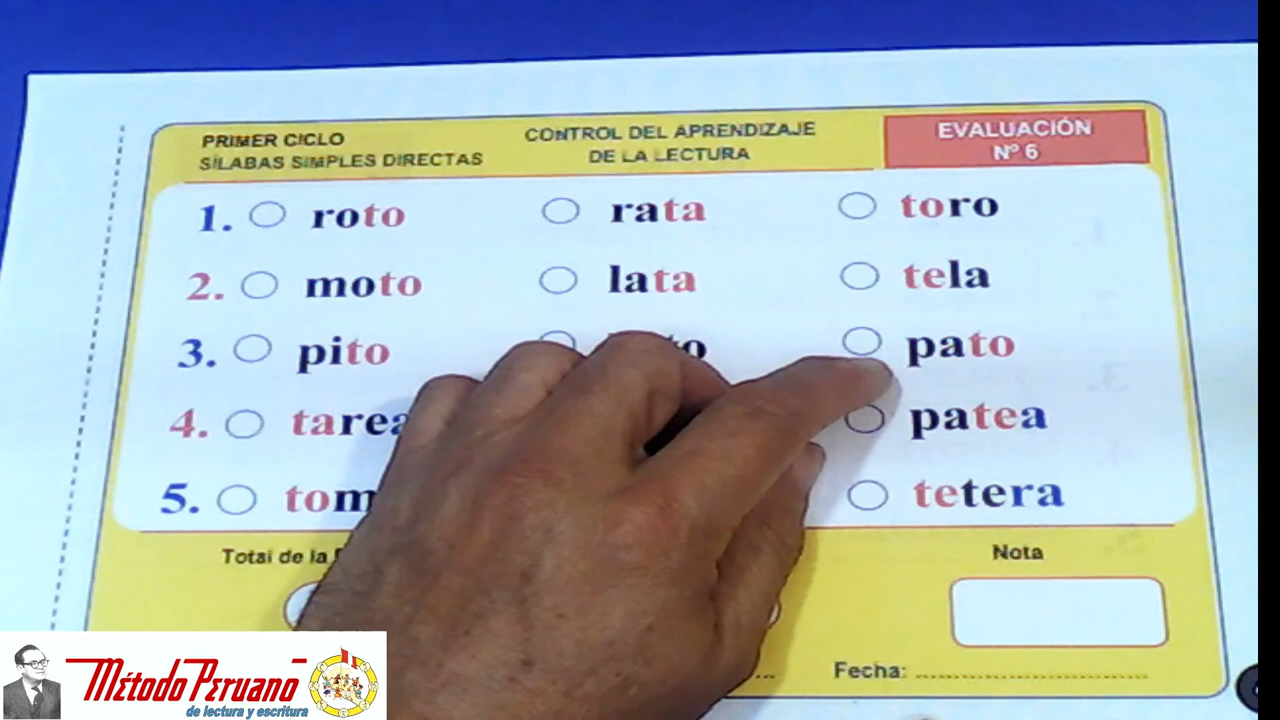 PRIMER CICLO
SÍLABAS SIMPLES DIRECTAS
CONTROL DEL APRENDIZAJE
DE LA LECTURA
EVALUACIÓN
Nº 6
1. roto rata toro
2. moto lata tela
3. pito pato
4. tarea patea
5. tetera
Total de la
Nota
Fecha:
Método Peruano
de lectura y escritura